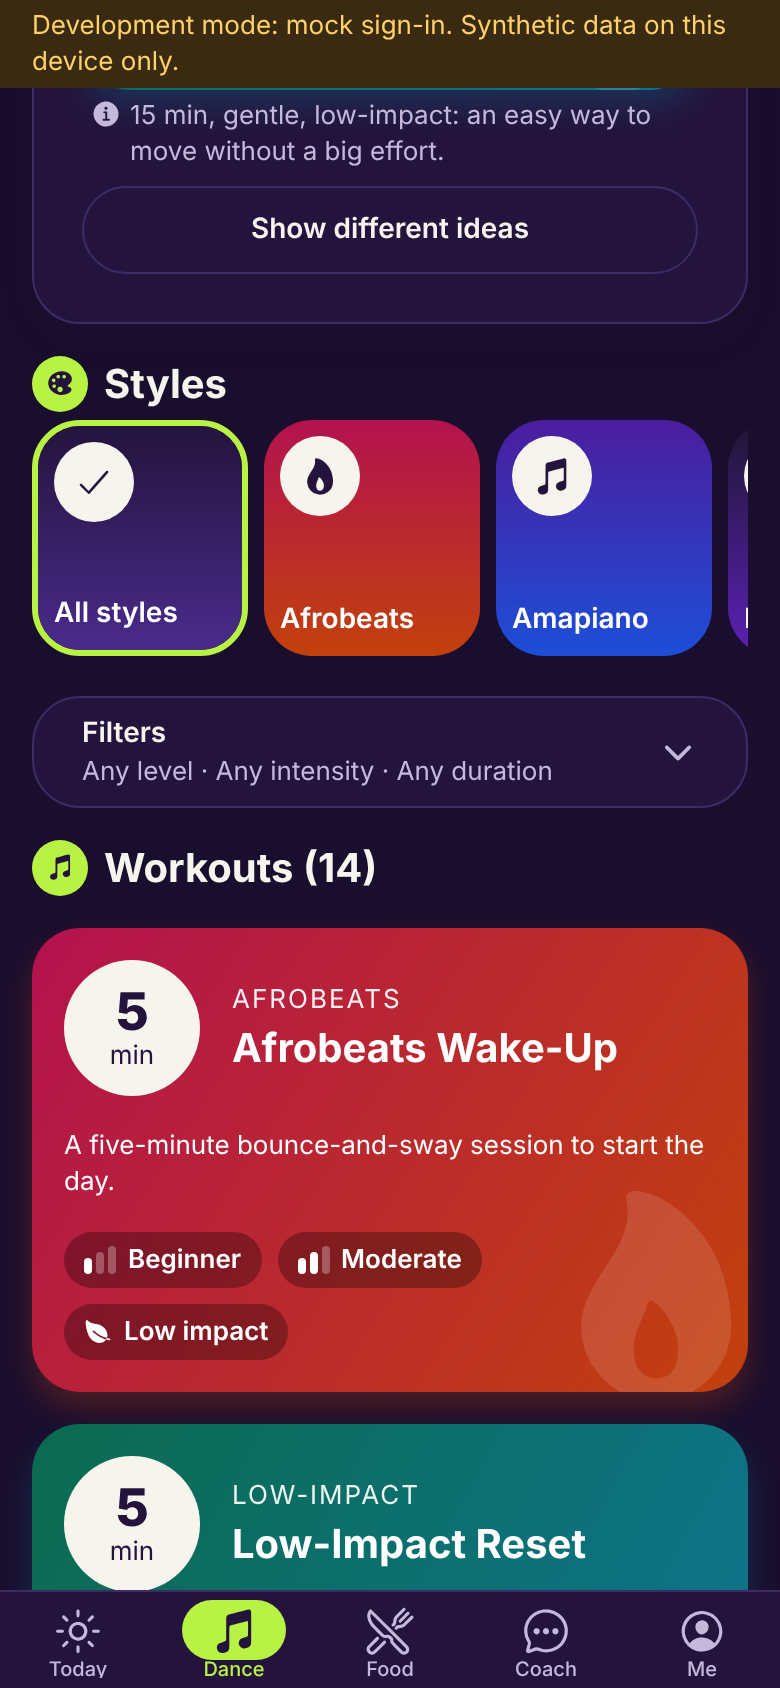 Development mode: mock sign-in. Synthetic data on this
device only.
15 min, gentle, low-impact: an easy way to
move without a big effort.
Show different ideas
Styles
All styles
Afrobeats
Amapiano
Filters
Any level · Any intensity · Any duration
Workouts (14)
5
min
AFROBEATS
Afrobeats Wake-Up
A five-minute bounce-and-sway session to start the
day.
Beginner
Moderate
Low impact
5
min
LOW-IMPACT
Low-Impact Reset
Today
Dance
Food
Coach
Me